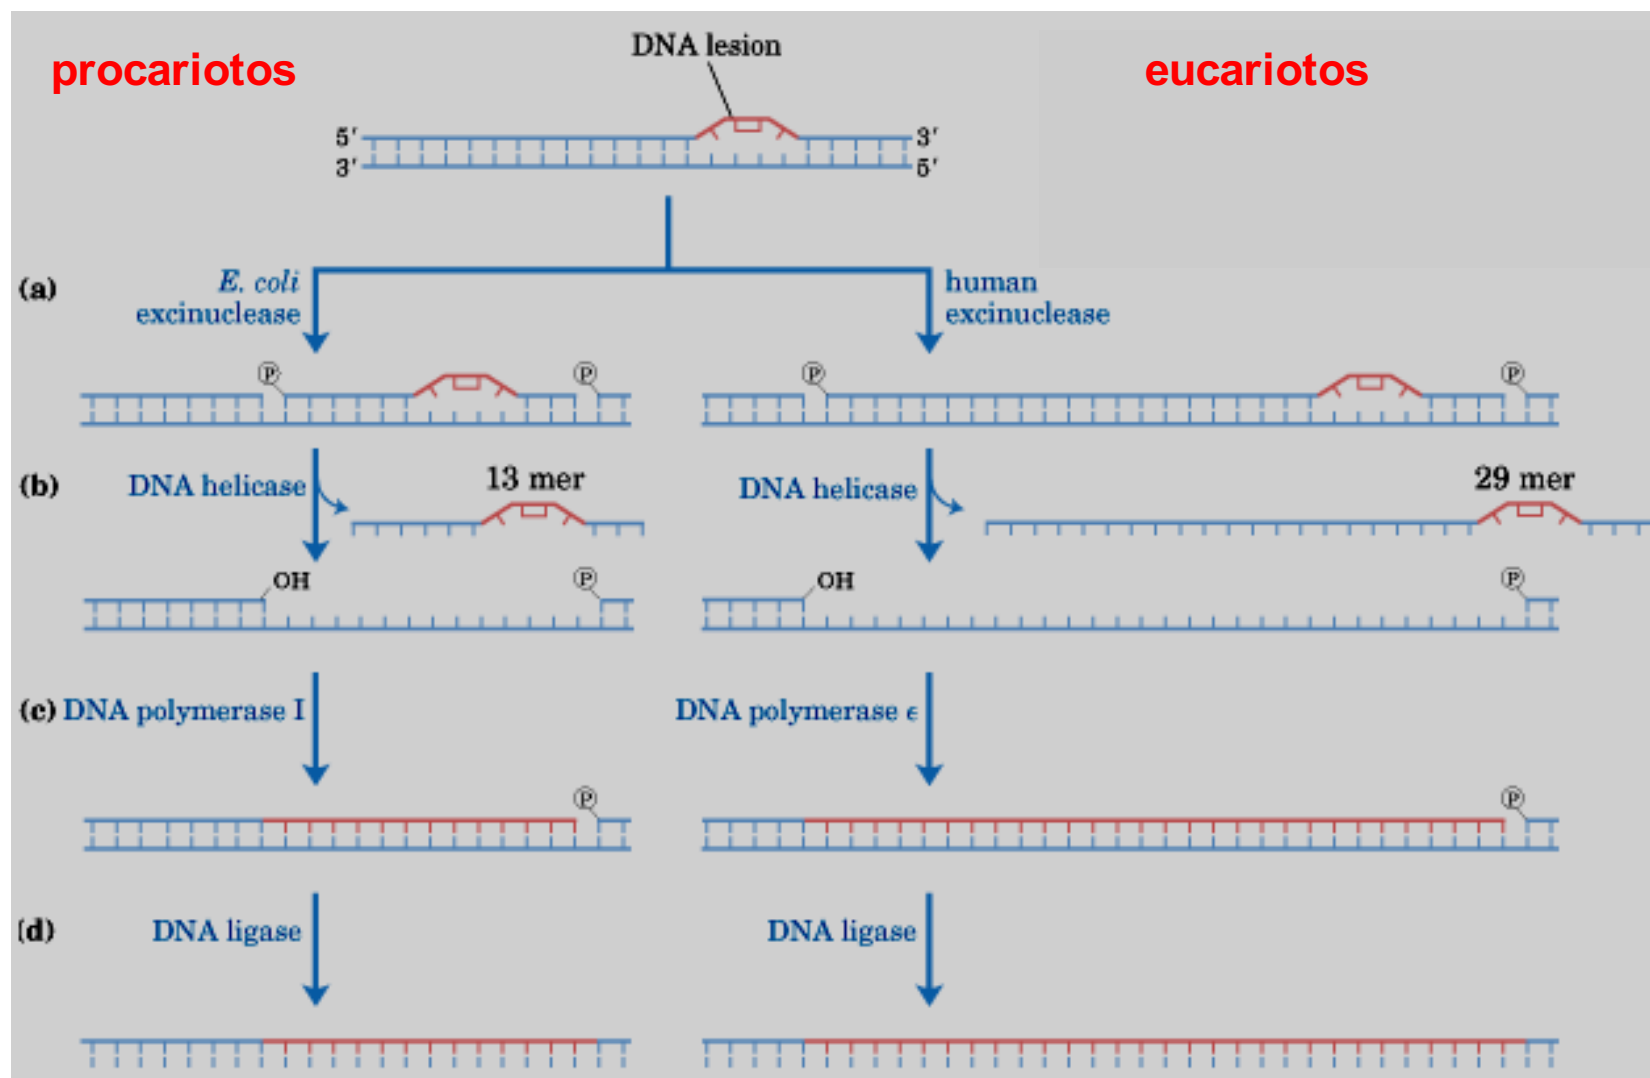 DNA lesion
procariotos
eucariotos
5′
3′
3′
5′
(a)
E. coli
excinuclease
human
excinuclease
P
P
P
P
(b)
DNA helicase
13 mer
DNA helicase
29 mer
OH
P
OH
P
(c)
DNA polymerase I
DNA polymerase ϵ
P
P
(d)
DNA ligase
DNA ligase